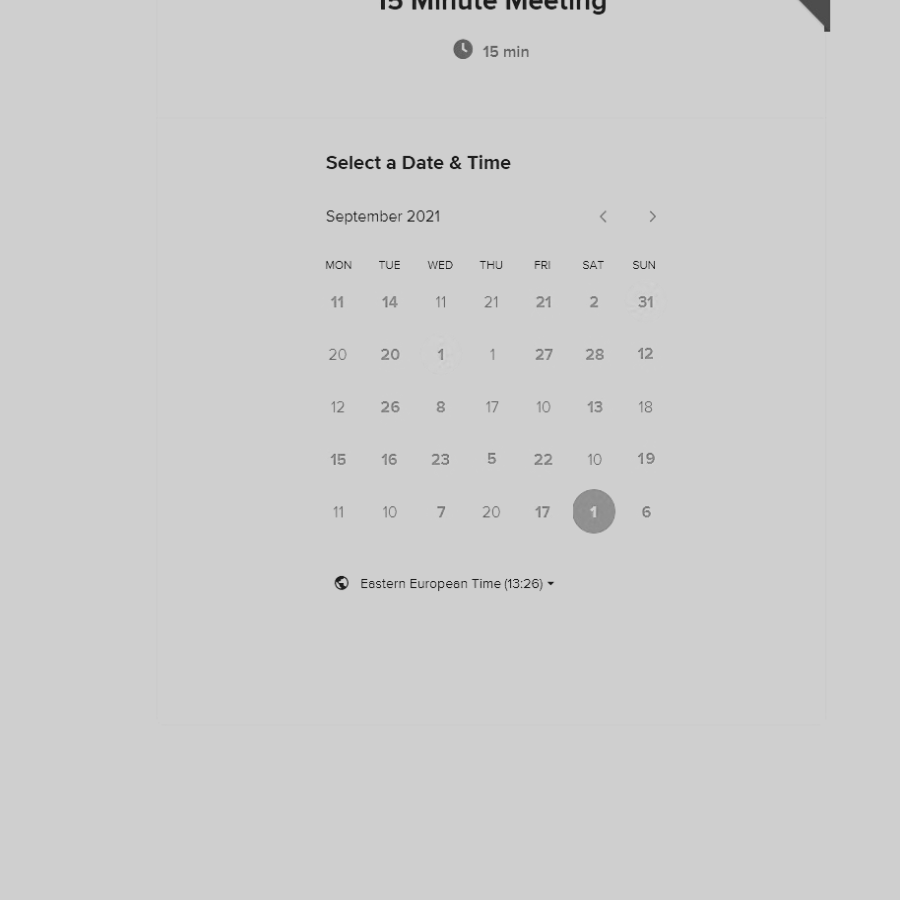 15 Minute Meeting
15 min
Select a Date & Time
September 2021
MON TUE WED THU FRI SAT SUN
11 14 11 21 21 2 31
20 20 1 1 27 28 12
12 26 8 17 10 13 18
15 16 23 5 22 10 19
11 10 7 20 17 1 6
Eastern European Time (13:26)